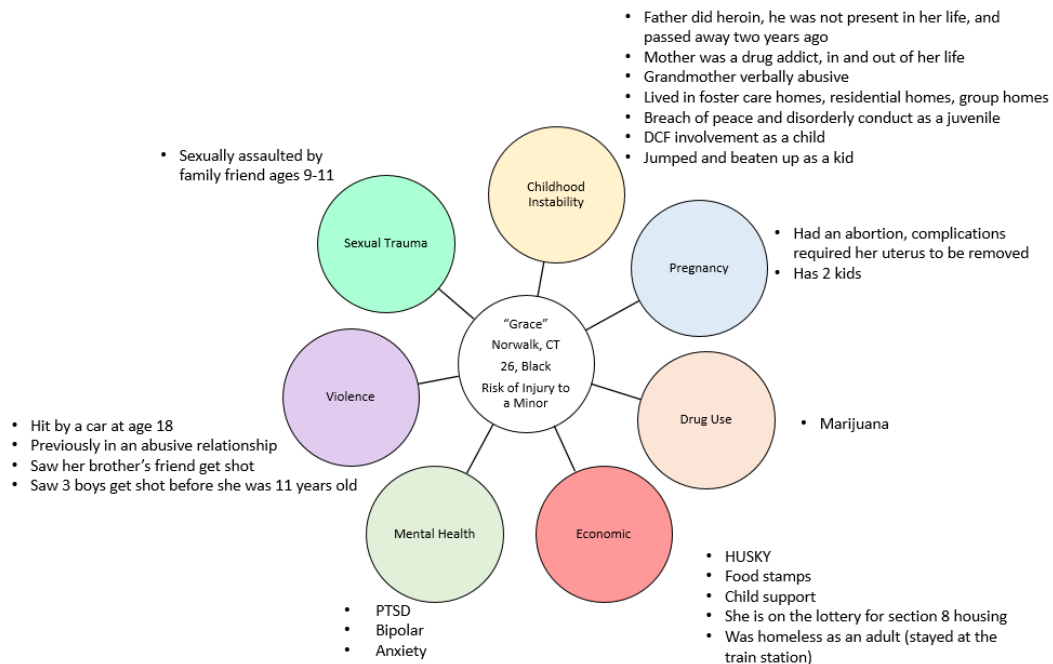 • Father did heroin, he was not present in her life, and
passed away two years ago
• Mother was a drug addict, in and out of her life
• Grandmother verbally abusive
• Lived in foster care homes, residential homes, group homes
• Breach of peace and disorderly conduct as a juvenile
• DCF involvement as a child
• Jumped and beaten up as a kid
Childhood
Instability
• Sexually assaulted by
family friend ages 9-11
Sexual Trauma
Pregnancy
• Had an abortion, complications
required her uterus to be removed
• Has 2 kids
“Grace”
Norwalk, CT
26, Black
Risk of Injury to
a Minor
Violence
• Hit by a car at age 18
• Previously in an abusive relationship
• Saw her brother’s friend get shot
• Saw 3 boys get shot before she was 11 years old
Drug Use
• Marijuana
Mental Health
• PTSD
• Bipolar
• Anxiety
Economic
• HUSKY
• Food stamps
• Child support
• She is on the lottery for section 8 housing
• Was homeless as an adult (stayed at the
train station)